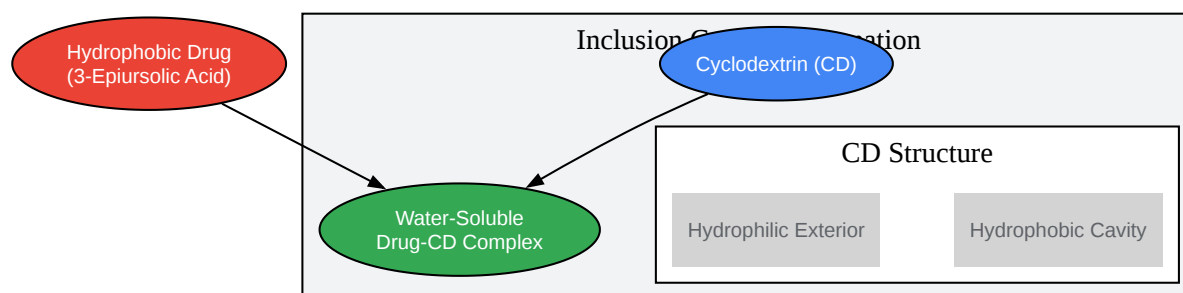 Hydrophobic Drug
(3-Epiursolic Acid)
Inclusion
Cyclodextrin (CD)
CD Structure
Hydrophilic Exterior
Hydrophobic Cavity
Water-Soluble
Drug-CD Complex